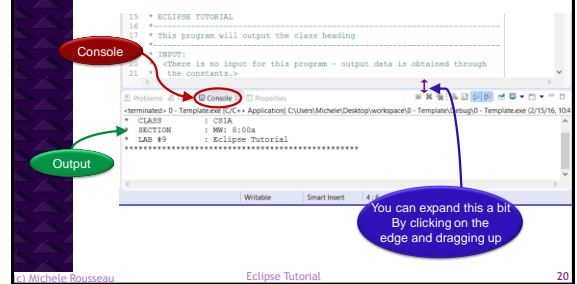 15 * ECLIPSE TUTORIAL
16 *----------------------------------------------------------------
17 * This program will output the class heading
18 *----------------------------------------------------------------
* INPUT:
20 * <There is no input for this program - output data is obtained through
21 * the constants.>
Console
Problems
Console
Properties
<terminated> 0 - Template.exe [C/C++ Application] C:\Users\Michele\Desktop\workspace\0 - Template\Debug\0 - Template.exe (2/15/16, 10:4
* CLASS : CS1A
* SECTION : MW: 8:00a
* LAB #9 : Eclipse Tutorial
**************************************************
Output
Writable
Smart Insert
You can expand this a bit
By clicking on the
edge and dragging up
(c) Michele Rousseau
Eclipse Tutorial
20